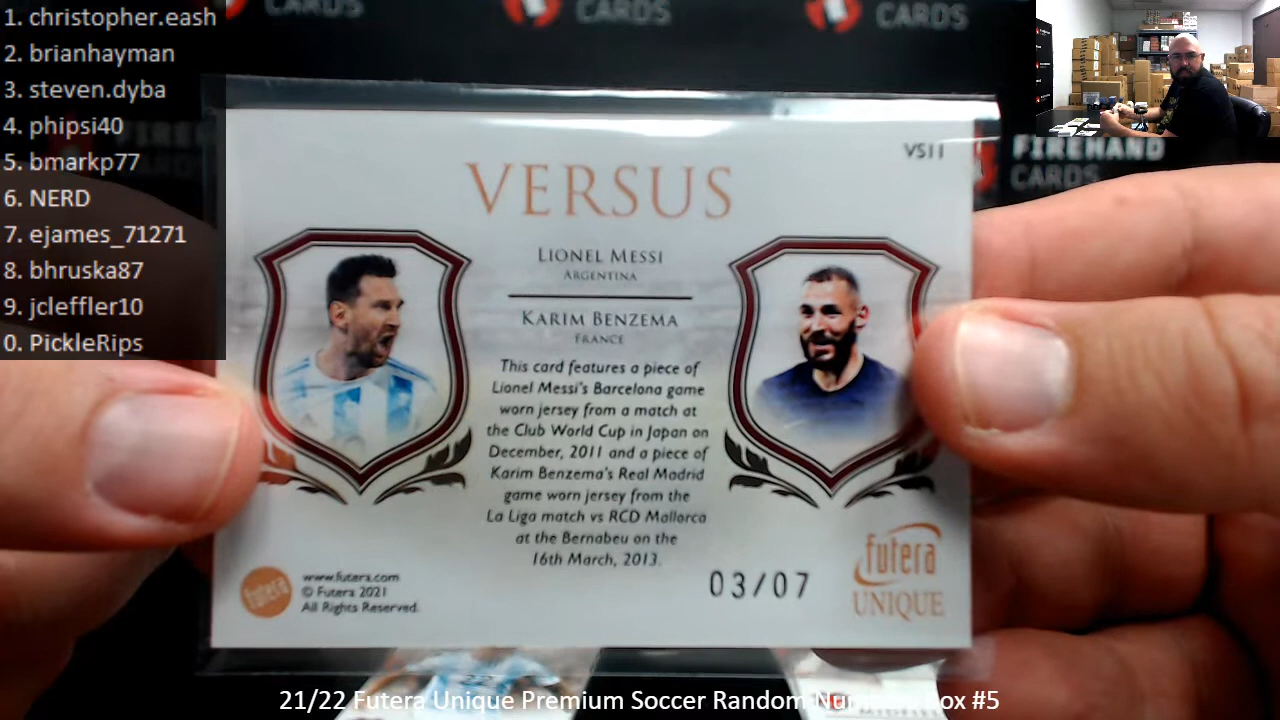 1. christopher.eash
2. brianhayman
3. steven.dyba
4. phipsi40
5. bmarkp77
6. NERD
7. ejames_71271
8. bhruska87
9. jcleffler10
0. PickleRips
CARDS
CARDS
CARDS
FIREHAND
CARDS
VS11
VERSUS
LIONEL MESSI
ARGENTINA
KARIM BENZEMA
FRANCE
This card features a piece of
Lionel Messi's Barcelona game
worn jersey from a match at
the Club World Cup in Japan on
December, 2011 and a piece of
Karim Benzema's Real Madrid
game worn jersey from the
La Liga match vs RCD Mallorca
at the Bernabeu on the
16th March, 2013.
futera
www.futera.com
© Futera 2021
All Rights Reserved.
03/07
futera
UNIQUE
21/22 Futera Unique Premium Soccer Random Box #5